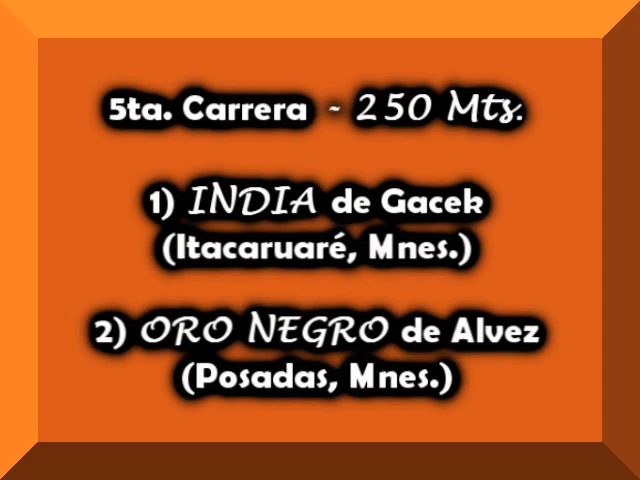 5ta. Carrera - 250 Mts.
1) INDIA de Gacek
(Itacaruaré, Mnes.)
2) ORO NEGRO de Alvez
(Posadas, Mnes.)